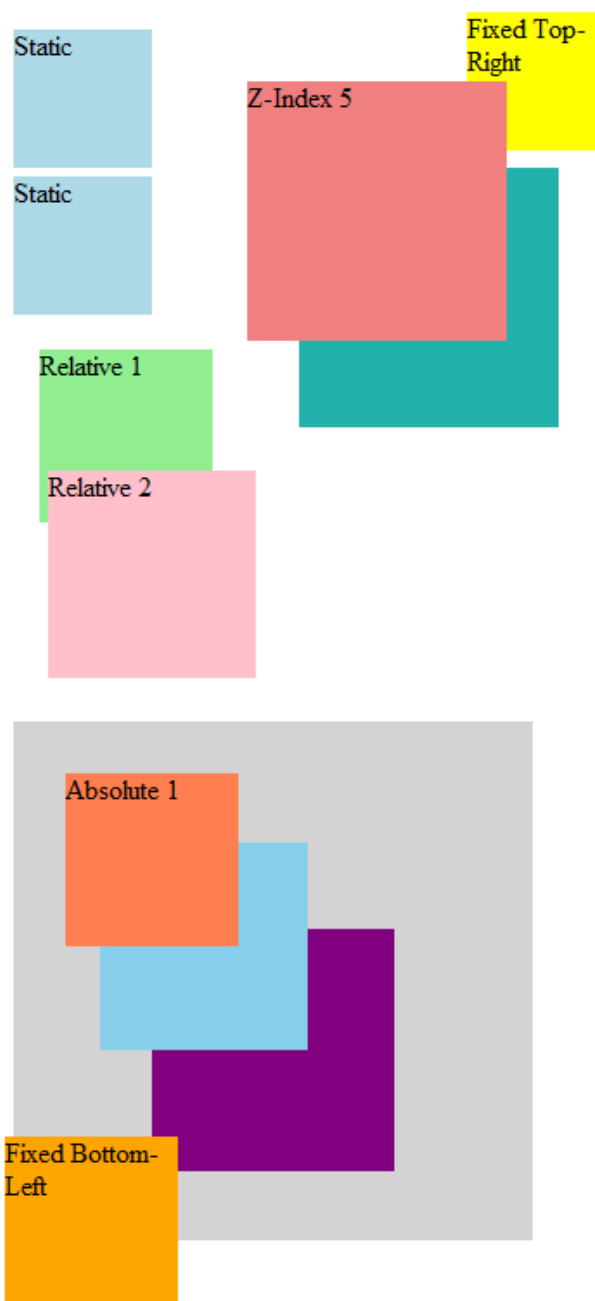 Static
Fixed Top-
Right
Z-Index 5
Static
Relative 1
Relative 2
Absolute 1
Fixed Bottom-
Left